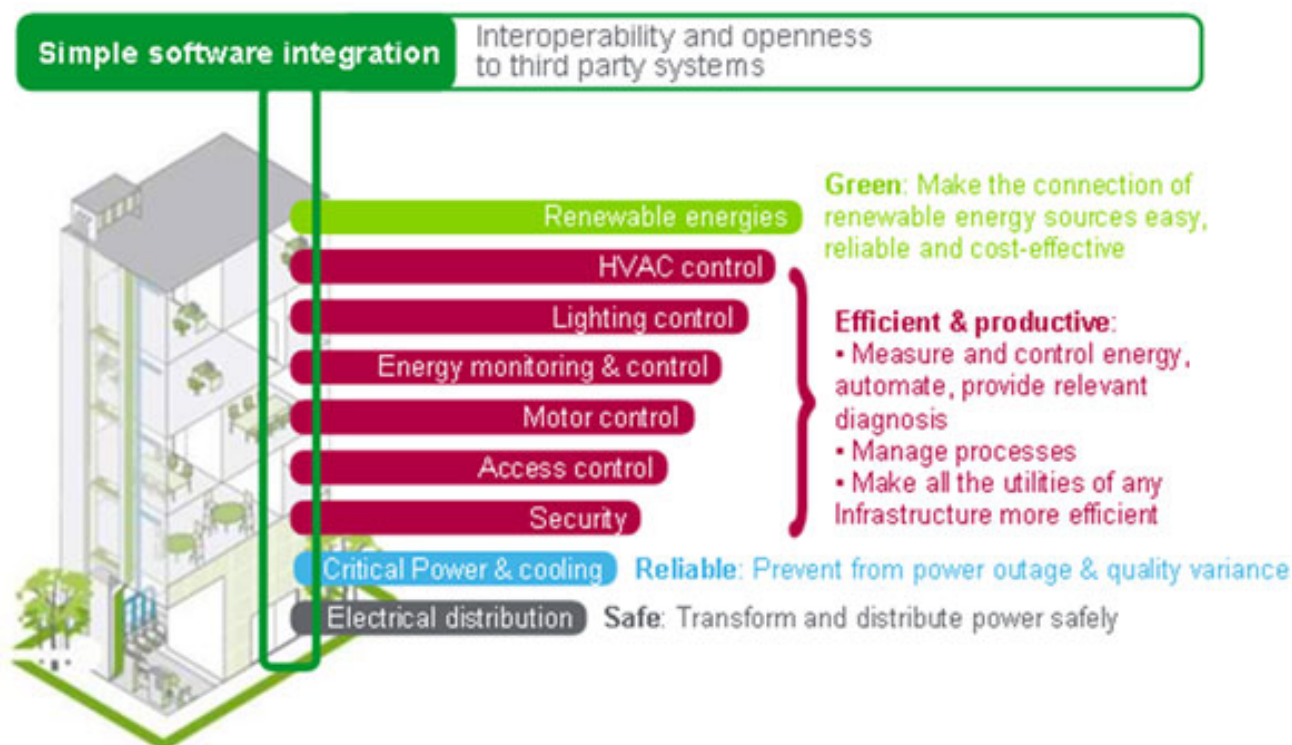 Simple software integration
Interoperability and openness
to third party systems
Renewable energies
Green: Make the connection of
renewable energy sources easy,
reliable and cost-effective
HVAC control
Lighting control
Energy monitoring & control
Motor control
Access control
Security
Efficient & productive:
• Measure and control energy,
automate, provide relevant
diagnosis
• Manage processes
• Make all the utilities of any
Infrastructure more efficient
Critical Power & cooling
Reliable: Prevent from power outage & quality variance
Electrical distribution
Safe: Transform and distribute power safely